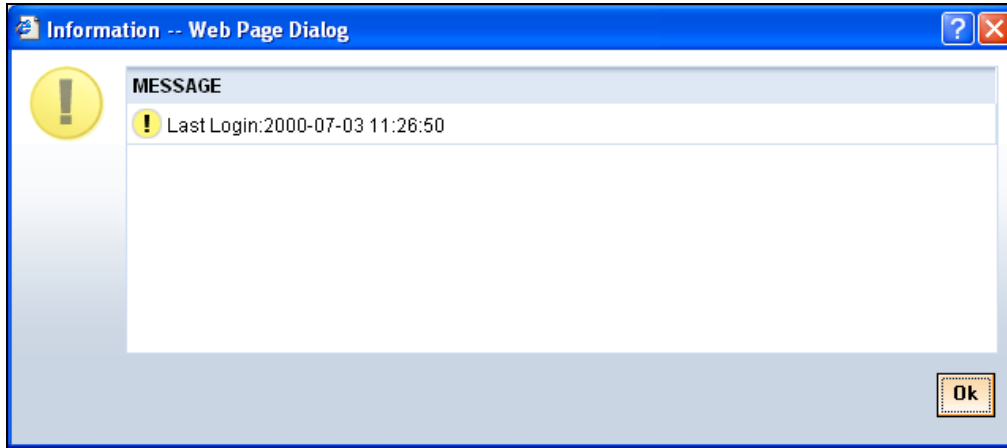 Information -- Web Page Dialog
MESSAGE
Last Login:2000-07-03 11:26:50
Ok